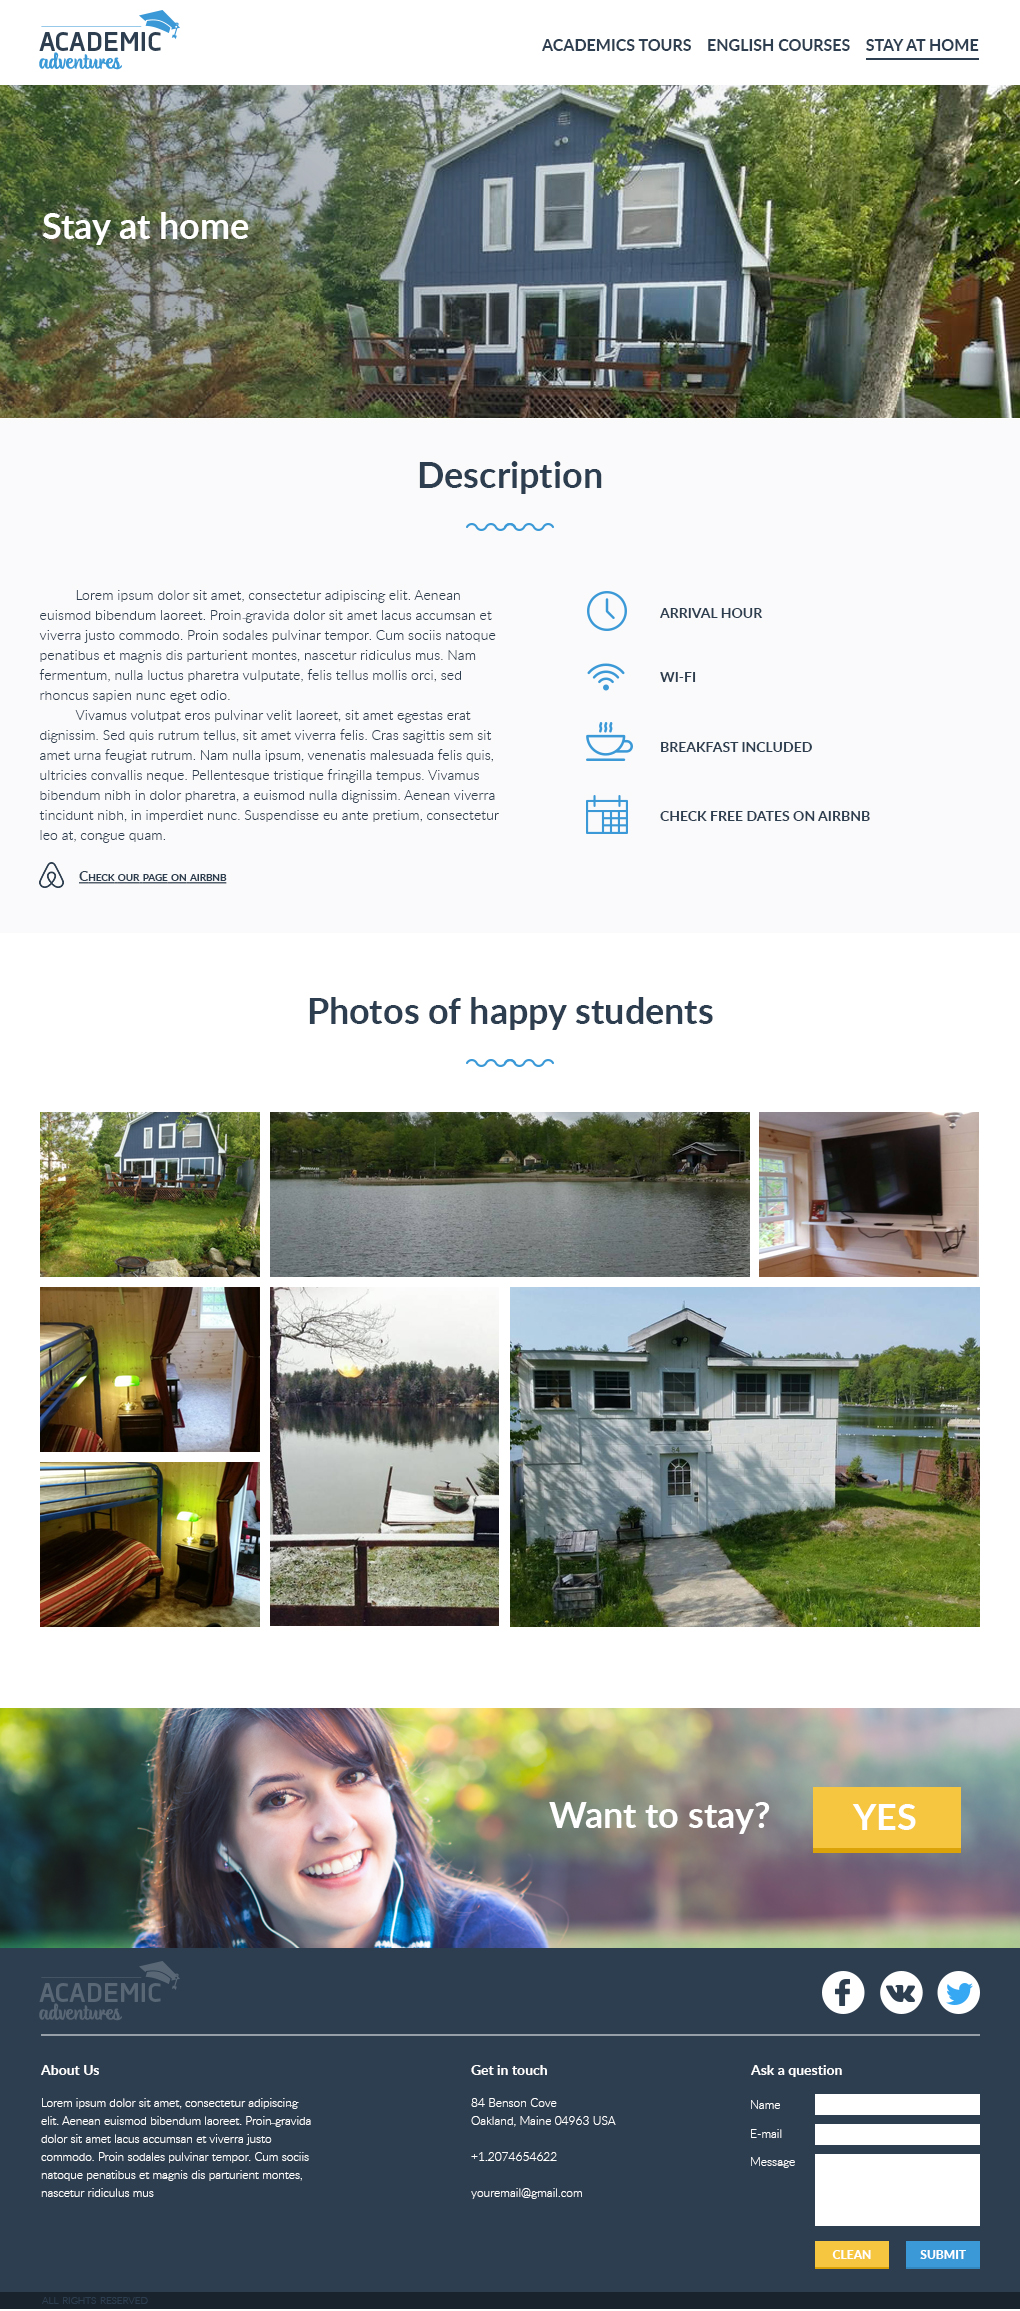 ACADEMIC
adventures
ACADEMICS TOURS ENGLISH COURSES STAY AT HOME
Stay at home
Description
Lorem ipsum dolor sit amet, consectetur adipiscing elit. Aenean
euismod bibendum laoreet. Proin gravida dolor sit amet lacus accumsan et
viverra justo commodo. Proin sodales pulvinar tempor. Cum sociis natoque
penatibus et magnis dis parturient montes, nascetur ridiculus mus. Nam
fermentum, nulla luctus pharetra vulputate, felis tellus mollis orci, sed
rhoncus sapien nunc eget odio.
Vivamus volutpat eros pulvinar velit laoreet, sit amet egestas erat
dignissim. Sed quis rutrum tellus, sit amet viverra felis. Cras sagittis sem sit
amet urna feugiat rutrum. Nam nulla ipsum, venenatis malesuada felis quis,
ultricies convallis neque. Pellentesque tristique fringilla tempus. Vivamus
bibendum nibh in dolor pharetra, a euismod nulla dignissim. Aenean viverra
tincidunt nibh, in imperdiet nunc. Suspendisse eu ante pretium, consectetur
leo at, congue quam.
Check our page on airbnb
ARRIVAL HOUR
WI-FI
BREAKFAST INCLUDED
CHECK FREE DATES ON AIRBNB
Photos of happy students
54
Want to stay?
YES
ACADEMIC
adventures
About Us
Lorem ipsum dolor sit amet, consectetur adipiscing
elit. Aenean euismod bibendum laoreet. Proin gravida
dolor sit amet lacus accumsan et viverra justo
commodo. Proin sodales pulvinar tempor. Cum sociis
natoque penatibus et magnis dis parturient montes,
nascetur ridiculus mus
Get in touch
84 Benson Cove
Oakland, Maine 04963 USA
+1.2074654622
youremail@gmail.com
Ask a question
Name
E-mail
Message
CLEAN
SUBMIT
ALL RIGHTS RESERVED